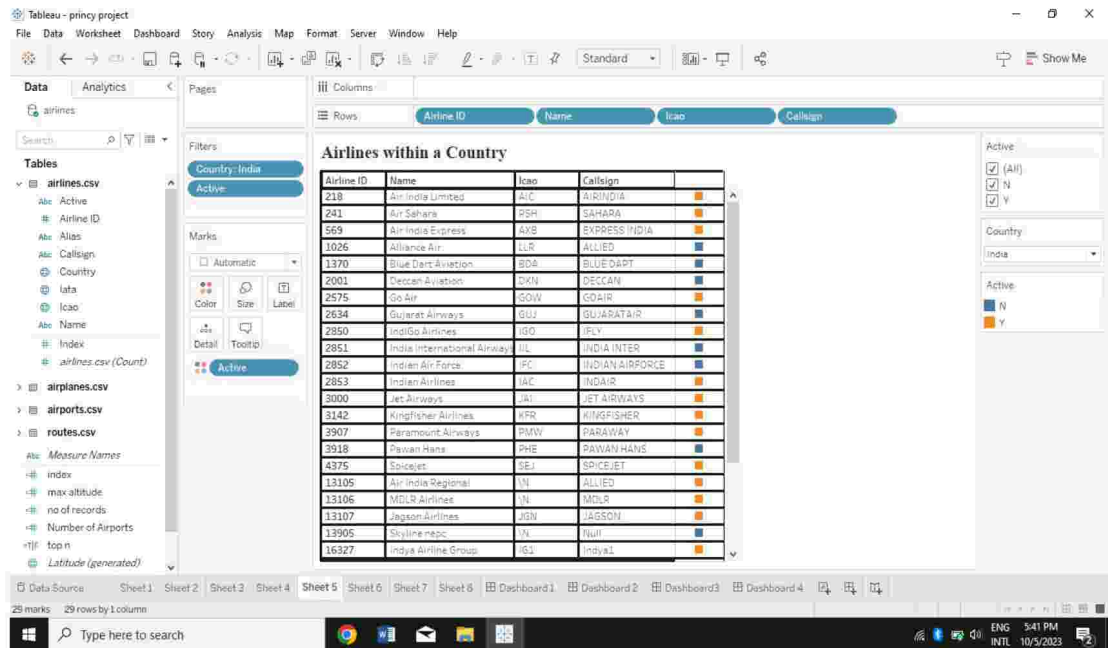 Tableau - princy project
File Data Worksheet Dashboard Story Analysis Map Format Server Window Help
Standard Show Me
Data Analytics Pages Columns
airlines Rows Airline ID Name Icao Callsign
Search Filters Airlines within a Country Active
Tables Country: India Airline ID Name Icao Callsign (All)
airlines.csv Active 218 Air India Limited AIC AIRINDIA N
Abc Active 241 Air Sahara RSH SAHARA Y
# Airline ID 569 Air India Express AXB EXPRESS INDIA Country
Abc Alias Marks 1026 Alliance Air LLR ALLIED India
Abc Callsign Automatic 1370 Blue Dart Aviation BDA BLUE DART
Country 2001 Deccan Aviation DKN DECCAN Active
Iata Color Size Label 2575 Go Air GOW GOAIR N
Icao 2634 Gujarat Airways GUJ GUJARATAIR Y
Abc Name Detail Tooltip 2850 IndiGo Airlines IGO IFLY
# Index 2851 India International Airways IIL INDIA INTER
# airlines.csv (Count) Active 2852 Indian Air Force IFC INDIAN AIRFORCE
airplanes.csv 2853 Indian Airlines IAC INDAIR
airports.csv 3000 Jet Airways JAI JET AIRWAYS
routes.csv 3142 Kingfisher Airlines KFR KINGFISHER
Abc Measure Names 3907 Paramount Airways PMW PARAWAY
index 3918 Pawan Hans PHE PAWAN HANS
max altitude 4375 Spicejet SEJ SPICEJET
no of records 13105 Air India Regional \N ALLIED
Number of Airports 13106 MDLR Airlines \N MDLR
top n 13107 Jagson Airlines JGN JAGSON
Latitude (generated) 13905 Skyline nepc \N Null
16327 Indya Airline Group IG1 Indya1
Data Source Sheet 1 Sheet 2 Sheet 3 Sheet 4 Sheet 5 Sheet 6 Sheet 7 Sheet 8 Dashboard 1 Dashboard 2 Dashboard3 Dashboard 4
29 marks 29 rows by 1 column
Type here to search ENG 5:41 PM
INTL 10/5/2023 2